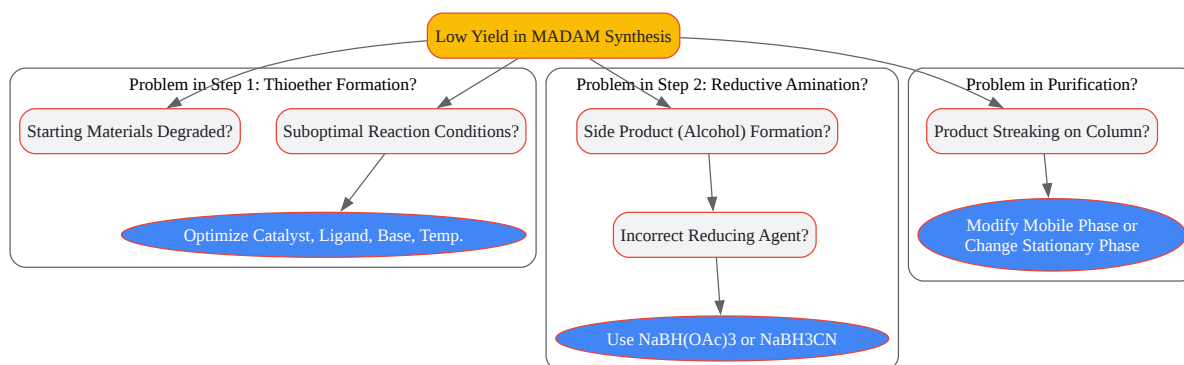 Low Yield in MADAM Synthesis
Problem in Step 1: Thioether Formation?
Starting Materials Degraded?
Suboptimal Reaction Conditions?
Optimize Catalyst, Ligand, Base, Temp.
Problem in Step 2: Reductive Amination?
Side Product (Alcohol) Formation?
Incorrect Reducing Agent?
Use NaBH(OAc)3 or NaBH3CN
Problem in Purification?
Product Streaking on Column?
Modify Mobile Phase or
Change Stationary Phase